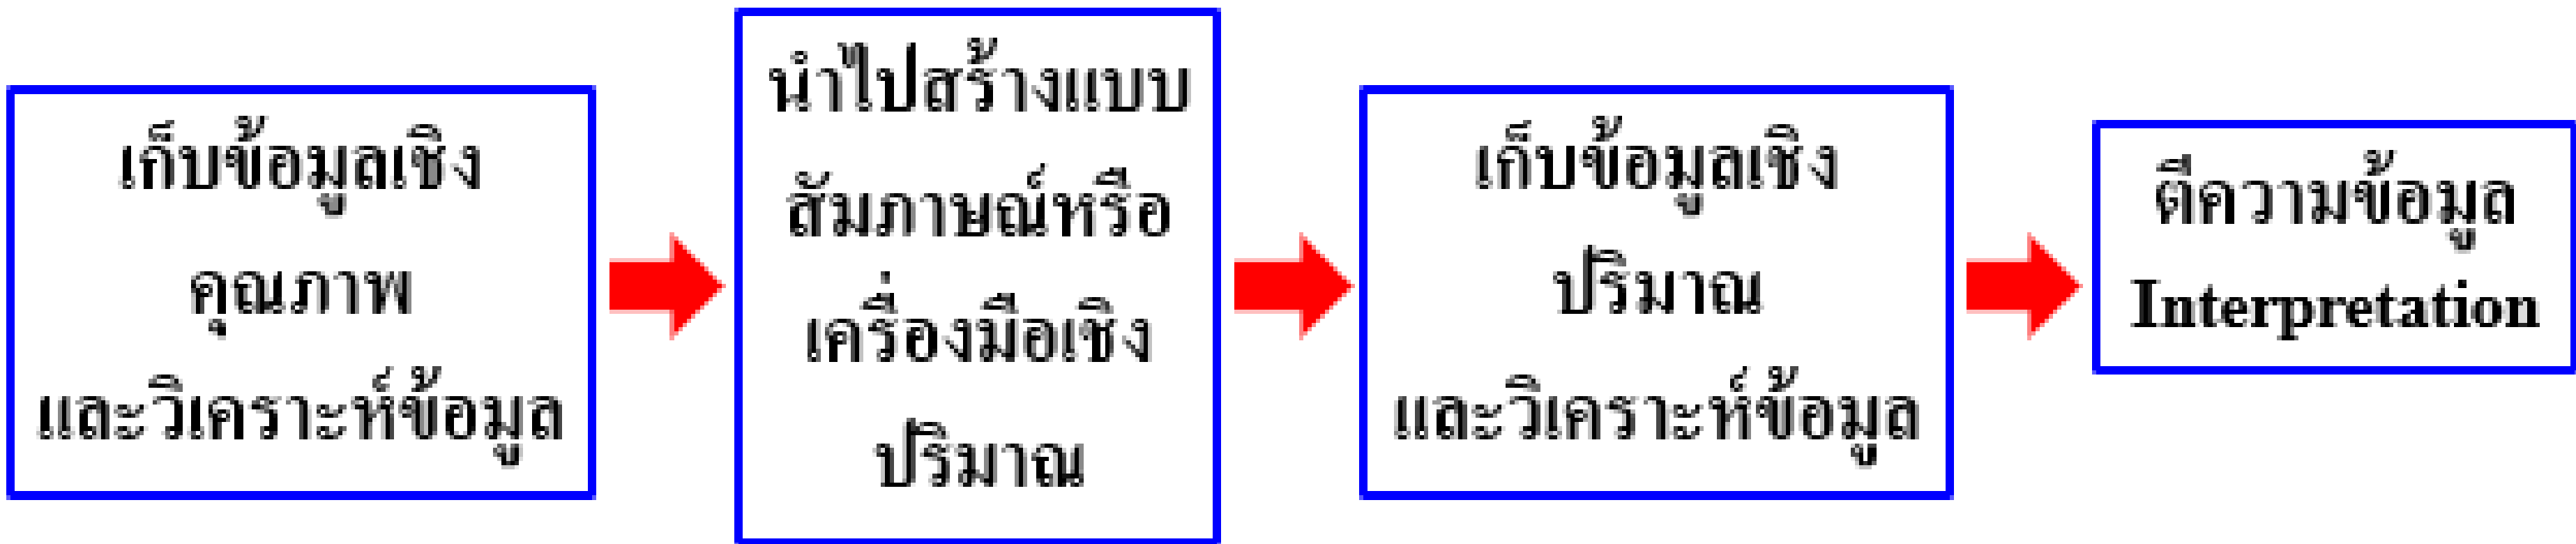 เก็บข้อมูลเชิง
คุณภาพ
และวิเคราะห์ข้อมูล
นำไปสร้างแบบ
สัมภาษณ์หรือ
เครื่องมือเชิง
ปริมาณ
เก็บข้อมูลเชิง
ปริมาณ
และวิเคราะห์ข้อมูล
ตีความข้อมูล
Interpretation